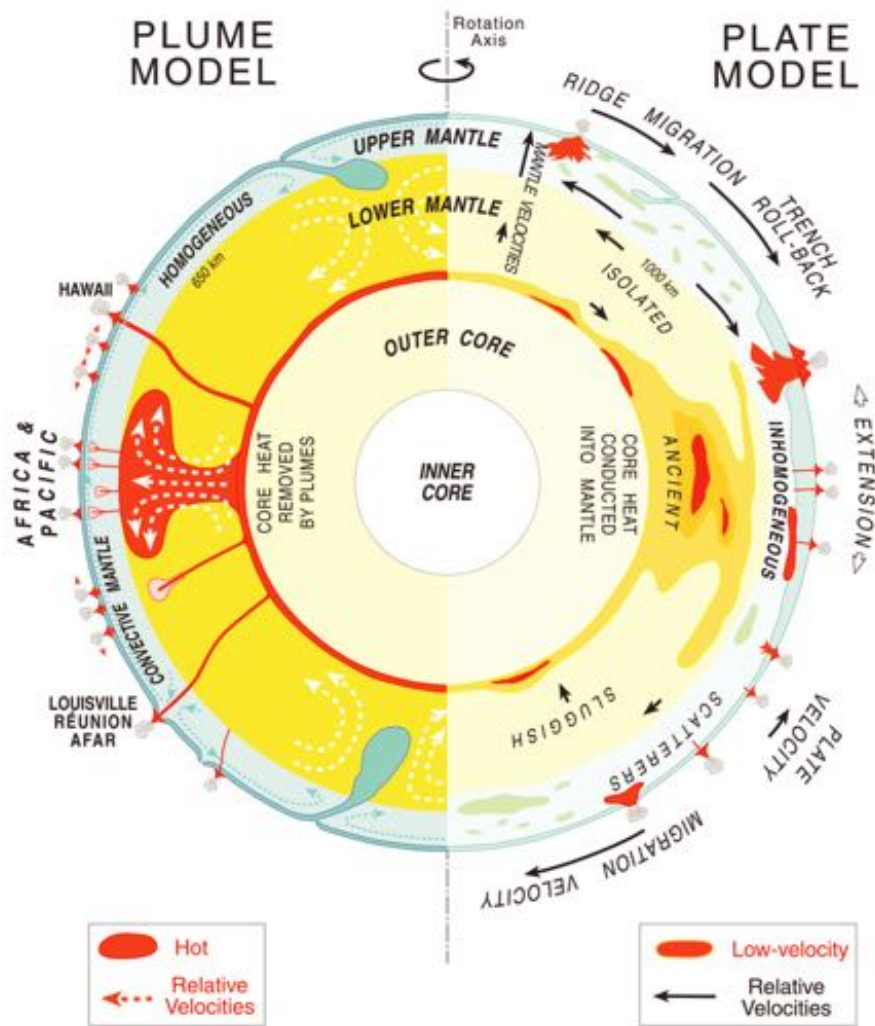 PLUME
MODEL
Rotation
Axis
PLATE
MODEL
RIDGE MIGRATION
TRENCH
ROLL-BACK
UPPER MANTLE
LOWER MANTLE
MANTLE VELOCITIES
HOMOGENEOUS
650 km
1000 km
ISOLATED
HAWAII
OUTER CORE
AFRICA &
PACIFIC
CORE HEAT
REMOVED
BY PLUMES
INNER
CORE
CORE HEAT
CONDUCTED
INTO MANTLE
ANCIENT
INHOMOGENEOUS
EXTENSION
CONVECTIVE MANTLE
LOUISVILLE
RÉUNION
AFAR
SLUGGISH
SCATTERERS
PLATE
VELOCITY
MIGRATION VELOCITY
Hot
Relative
Velocities
Low-velocity
Relative
Velocities